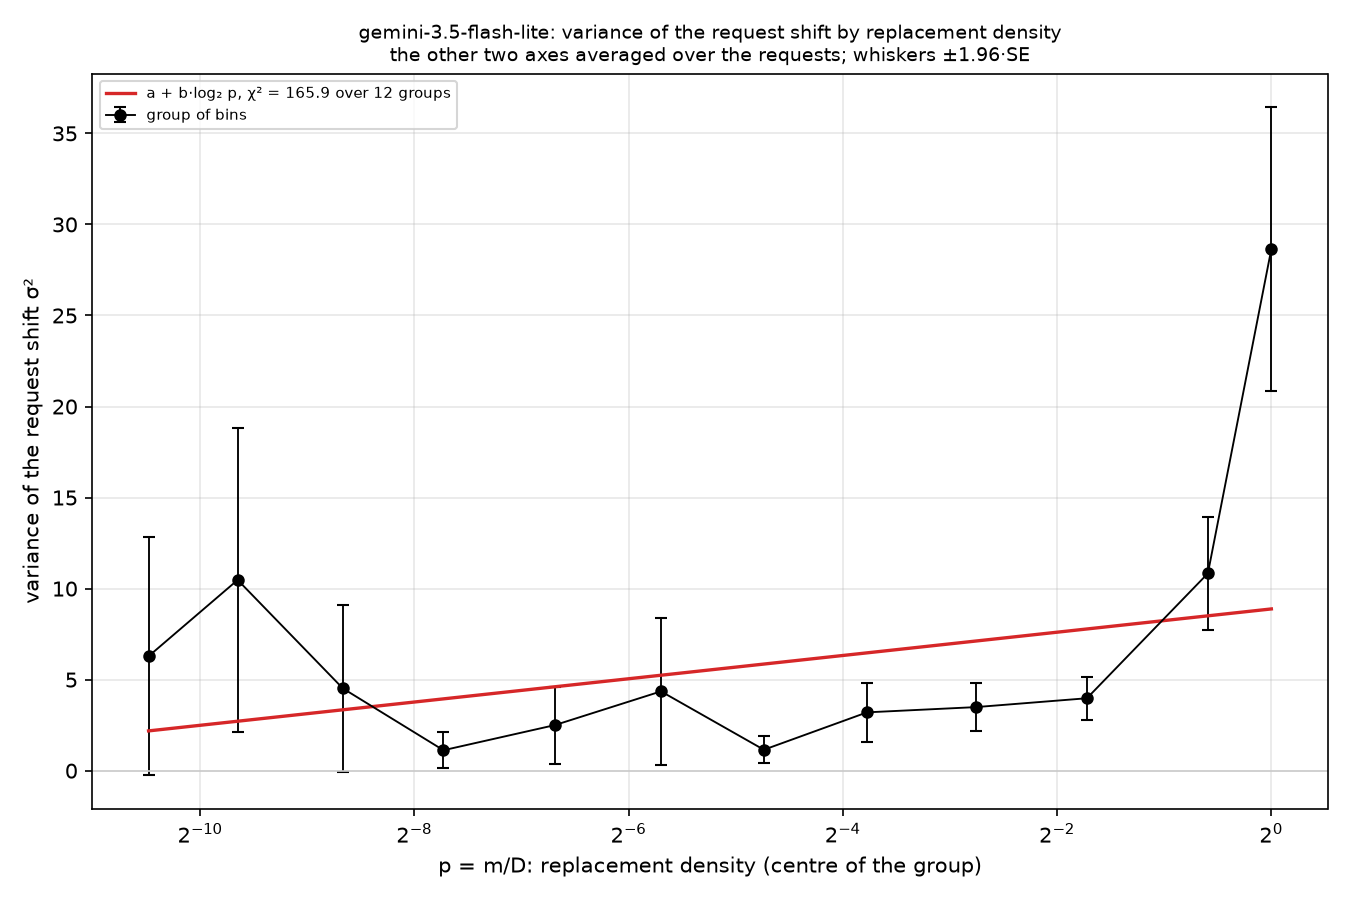 gemini-3.5-flash-lite: variance of the request shift by replacement density
the other two axes averaged over the requests; whiskers ±1.96·SE
a + b·log₂ p, χ² = 165.9 over 12 groups
group of bins
variance of the request shift σ²
35
30
25
20
15
10
5
0
2⁻¹⁰ 2⁻⁸ 2⁻⁶ 2⁻⁴ 2⁻² 2⁰
p = m/D: replacement density (centre of the group)